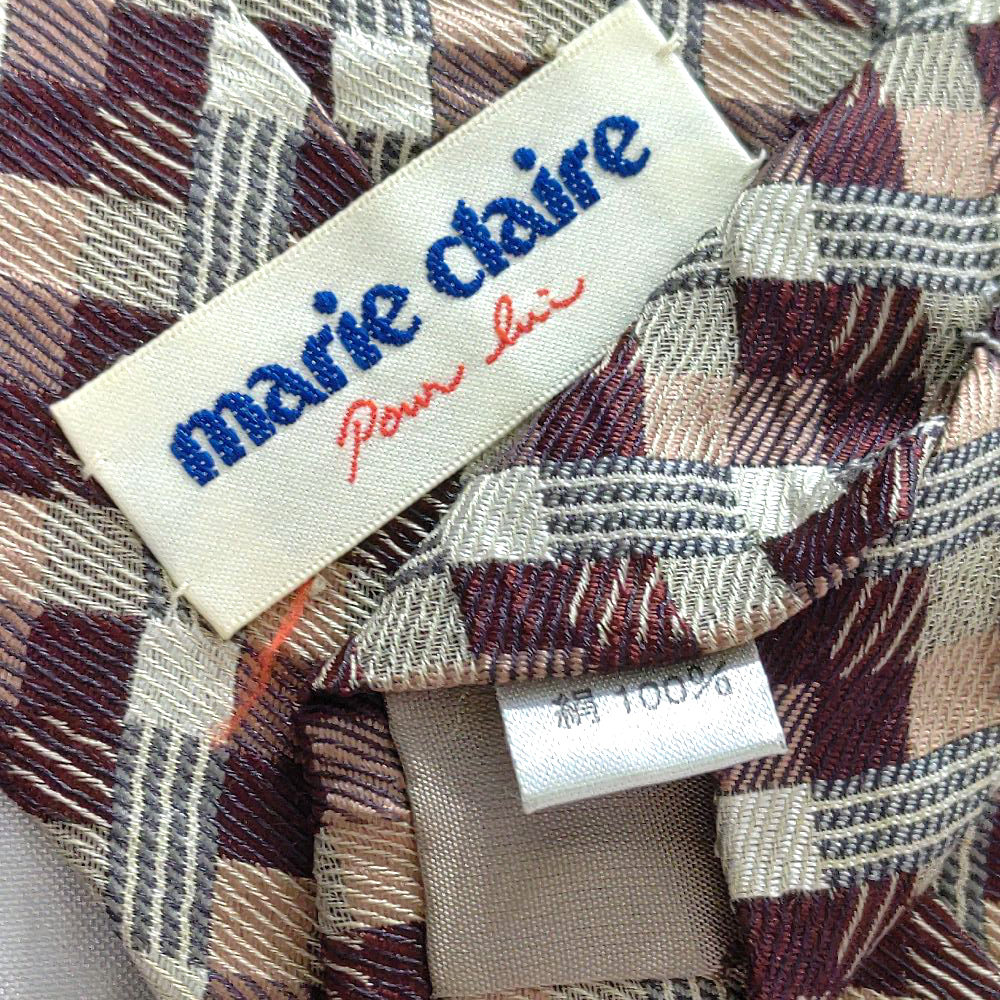 marie claire
Pour lui
絹 100%